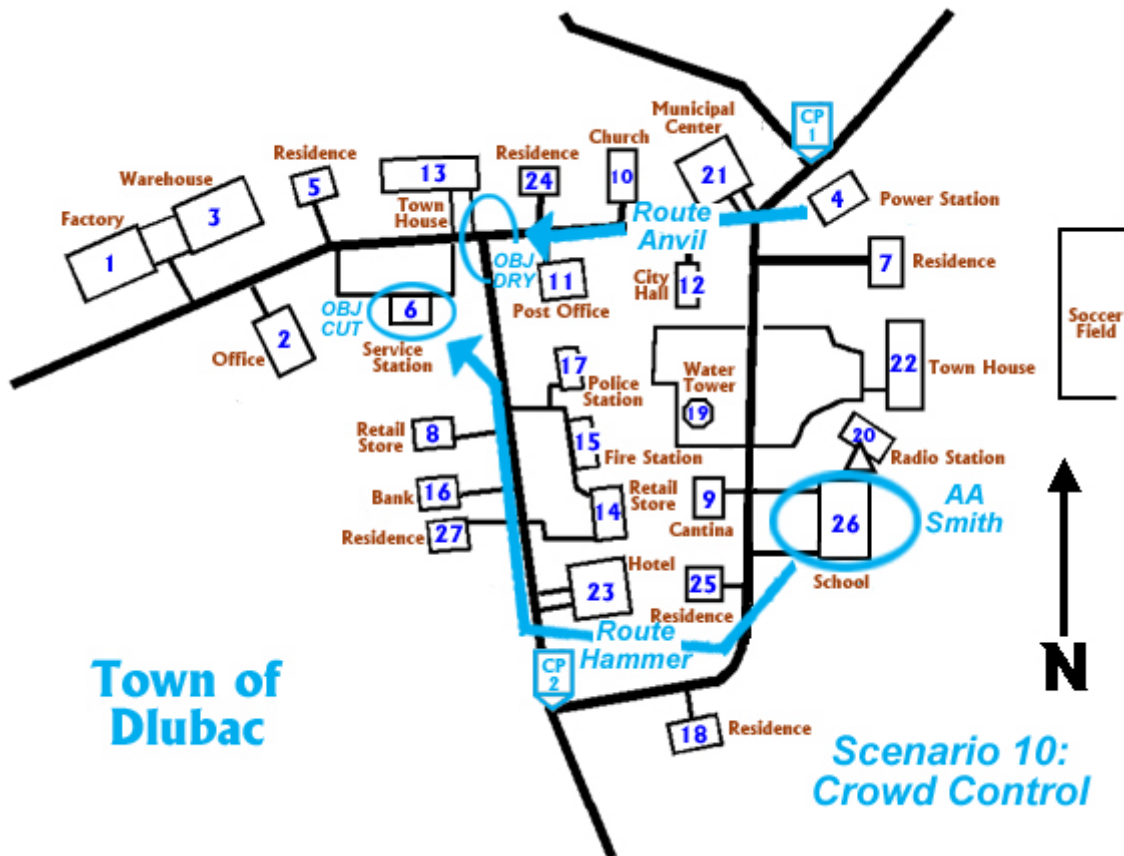 CP
1
Municipal
Center
21
Church
10
Residence
24
13
Town
House
Residence
5
Warehouse
3
Factory
1
4
Power Station
Route
Anvil
OBJ
DRY
11
Post Office
City
Hall
12
7
Residence
Soccer
Field
OBJ
CUT
6
Service
Station
2
Office
17
Police
Station
Water
Tower
19
22
Town House
Retail
Store
8
15
Fire Station
20
Radio Station
Bank
16
Retail
Store
14
9
Cantina
26
School
AA
Smith
Residence
27
Hotel
23
25
Residence
Route
Hammer
CP
2
18
Residence
N
Town of
Dlubac
Scenario 10:
Crowd Control